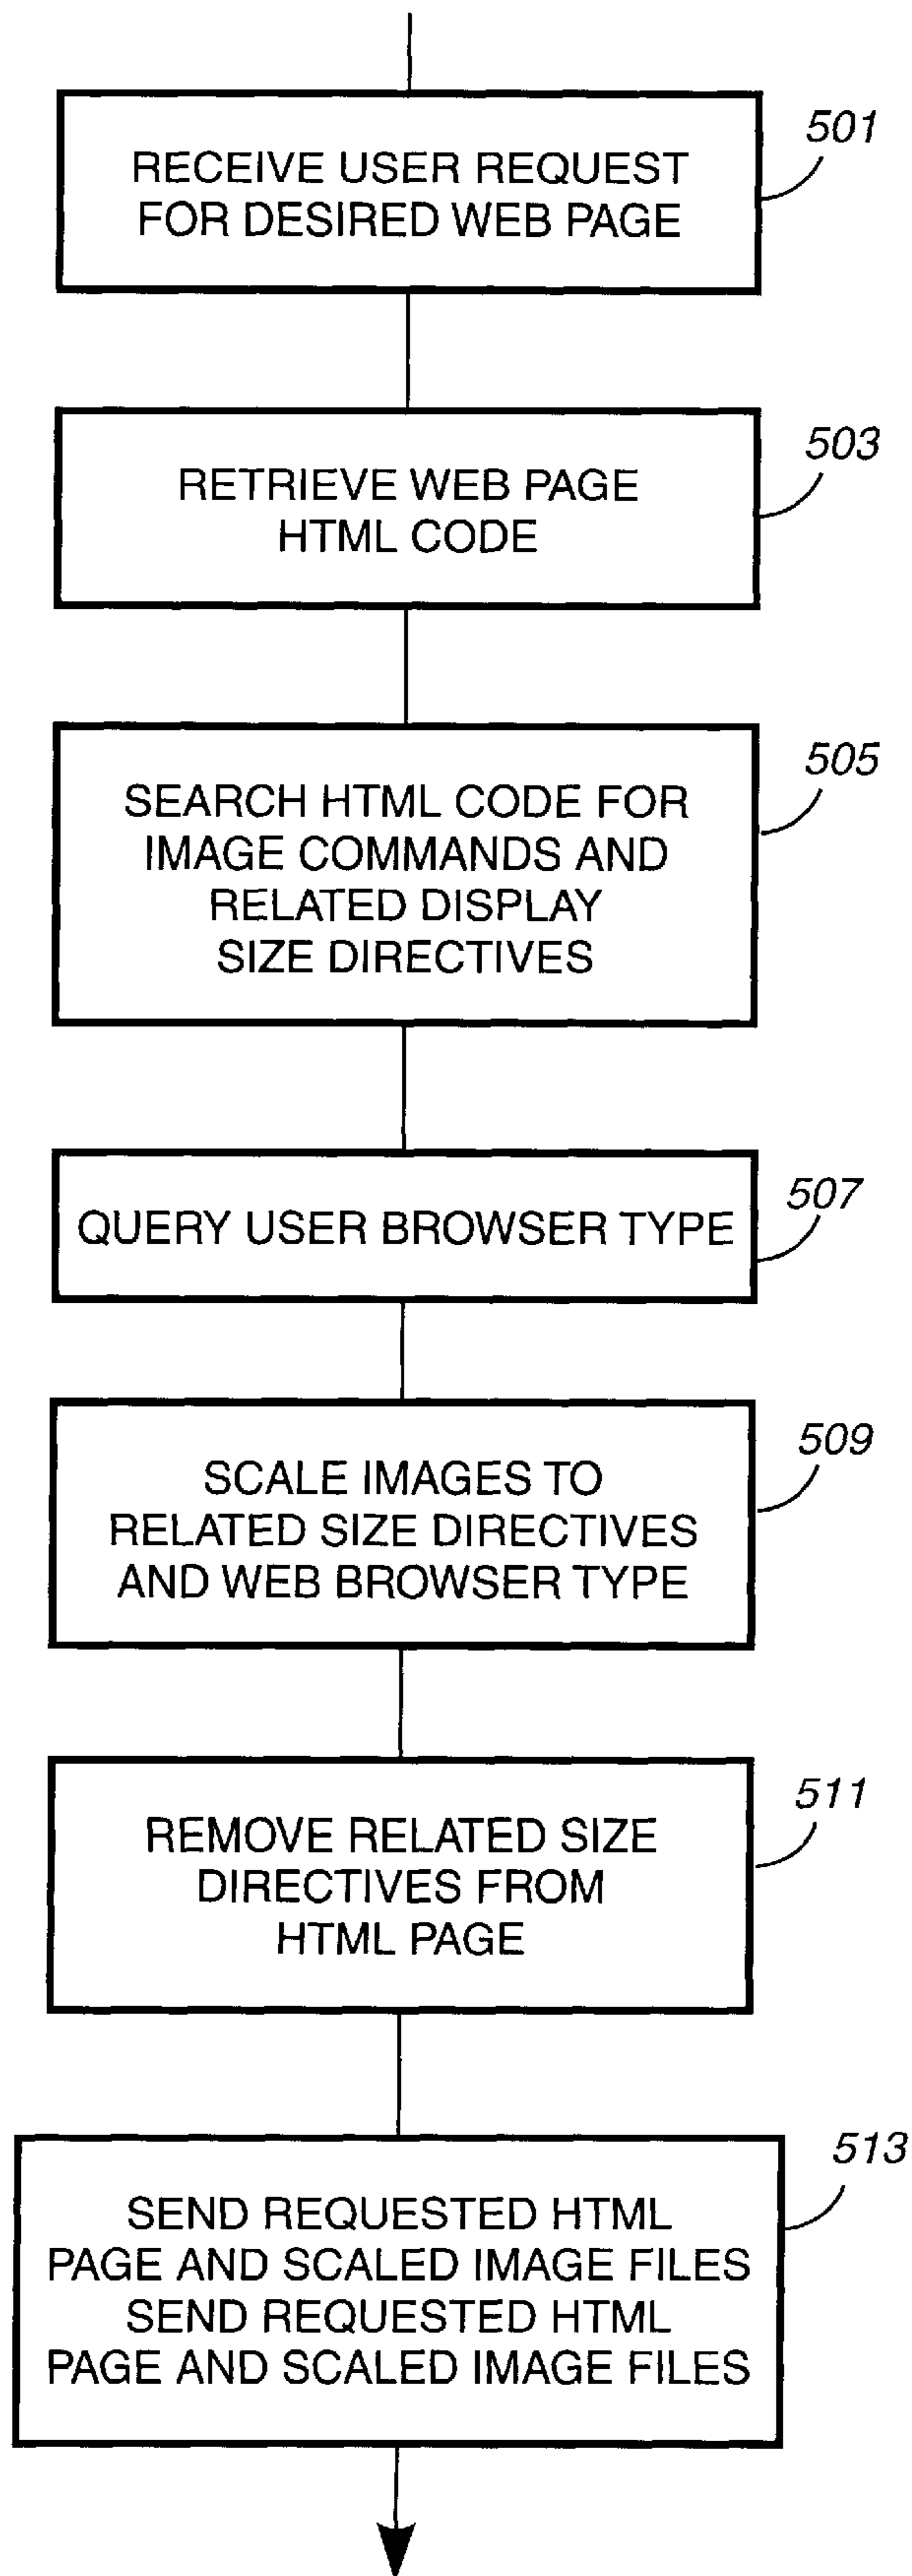 RECEIVE USER REQUEST
FOR DESIRED WEB PAGE
501
RETRIEVE WEB PAGE
HTML CODE
503
SEARCH HTML CODE FOR
IMAGE COMMANDS AND
RELATED DISPLAY
SIZE DIRECTIVES
505
QUERY USER BROWSER TYPE
507
SCALE IMAGES TO
RELATED SIZE DIRECTIVES
AND WEB BROWSER TYPE
509
REMOVE RELATED SIZE
DIRECTIVES FROM
HTML PAGE
511
SEND REQUESTED HTML
PAGE AND SCALED IMAGE FILES
SEND REQUESTED HTML
PAGE AND SCALED IMAGE FILES
513